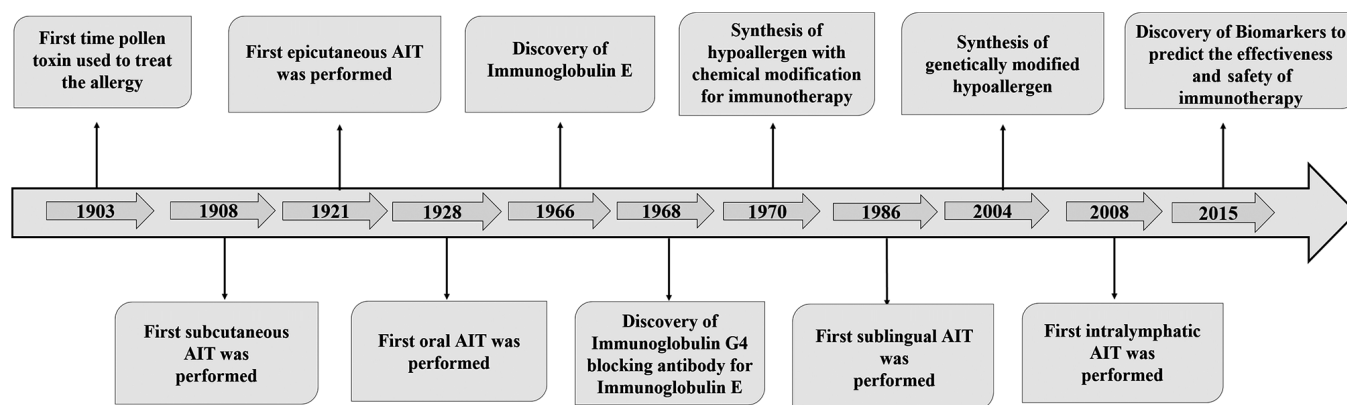 First time pollen
toxin used to treat
the allergy
First epicutaneous AIT
was performed
Discovery of
Immunoglobulin E
Synthesis of
hypoallergen with
chemical modification
for immunotherapy
Synthesis of
genetically modified
hypoallergen
Discovery of Biomarkers to
predict the effectiveness
and safety of
immunotherapy
1903
1908
1921
1928
1966
1968
1970
1986
2004
2008
2015
First subcutaneous
AIT was
performed
First oral AIT was
performed
Discovery of
Immunoglobulin G4
blocking antibody for
Immunoglobulin E
First sublingual AIT
was
performed
First intralymphatic
AIT was
performed